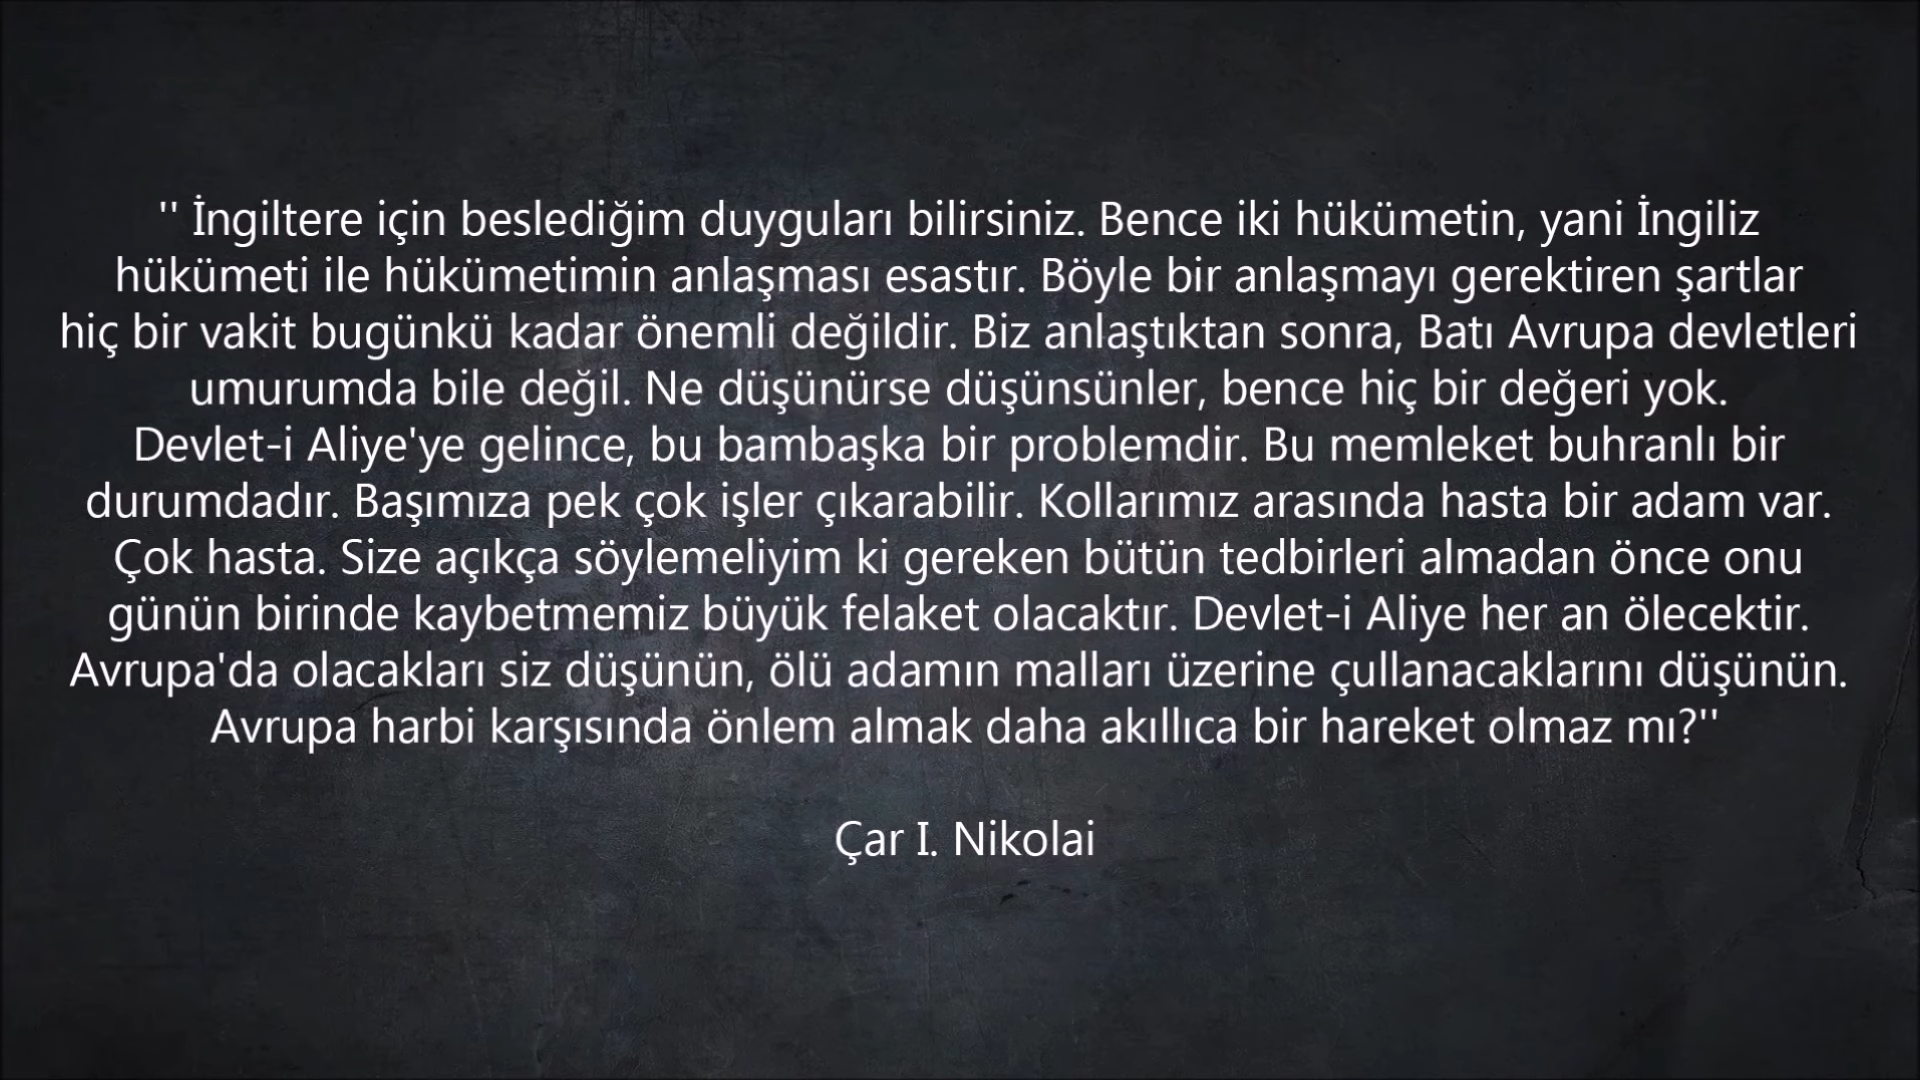 '' İngiltere için beslediğim duyguları bilirsiniz. Bence iki hükümetin, yani İngiliz
hükümeti ile hükümetimin anlaşması esastır. Böyle bir anlaşmayı gerektiren şartlar
hiç bir vakit bugünkü kadar önemli değildir. Biz anlaştıktan sonra, Batı Avrupa devletleri
umurumda bile değil. Ne düşünürse düşünsünler, bence hiç bir değeri yok.
Devlet-i Aliye'ye gelince, bu bambaşka bir problemdir. Bu memleket buhranlı bir
durumdadır. Başımıza pek çok işler çıkarabilir. Kollarımız arasında hasta bir adam var.
Çok hasta. Size açıkça söylemeliyim ki gereken bütün tedbirleri almadan önce onu
günün birinde kaybetmemiz büyük felaket olacaktır. Devlet-i Aliye her an ölecektir.
Avrupa'da olacakları siz düşünün, ölü adamın malları üzerine çullanacaklarını düşünün.
Avrupa harbi karşısında önlem almak daha akıllıca bir hareket olmaz mı?''
Çar I. Nikolai